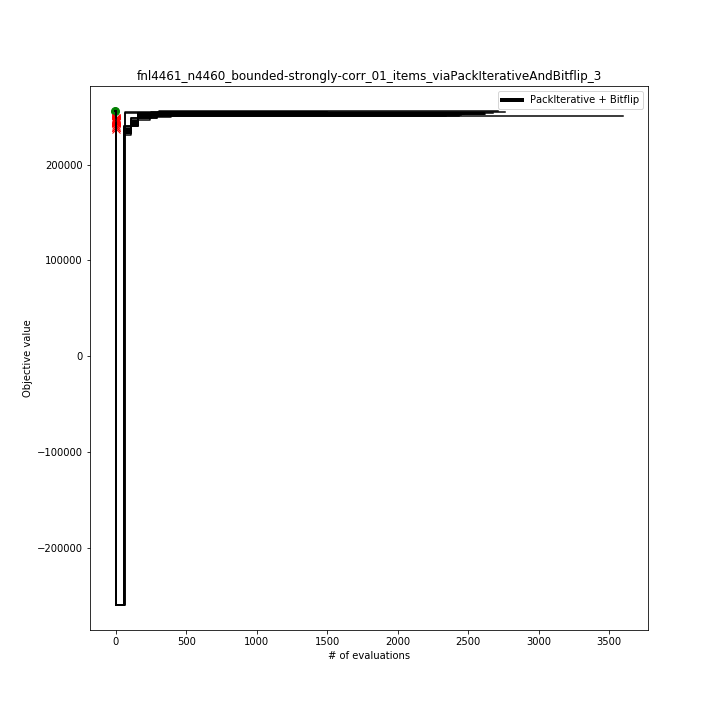 fnl4461_n4460_bounded-strongly-corr_01_items_viaPackIterativeAndBitflip_3
PackIterative + Bitflip
200000
100000
0
−100000
−200000
Objective value
0 500 1000 1500 2000 2500 3000 3500
# of evaluations